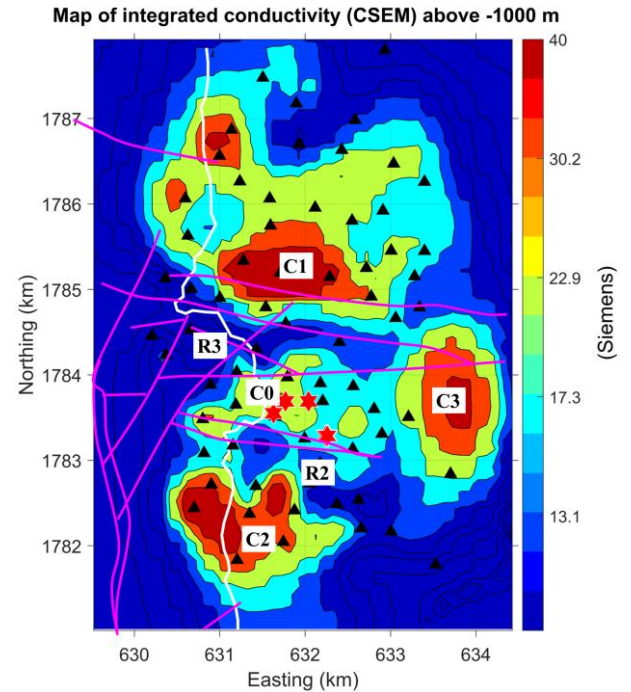 Map of integrated conductivity (CSEM) above -1000 m
40
1787
30.2
1786
C1
1785
22.9
R3
1784
C0
C3
17.3
1783
R2
13.1
C2
1782
630 631 632 633 634
Easting (km)
Northing (km)
(Siemens)